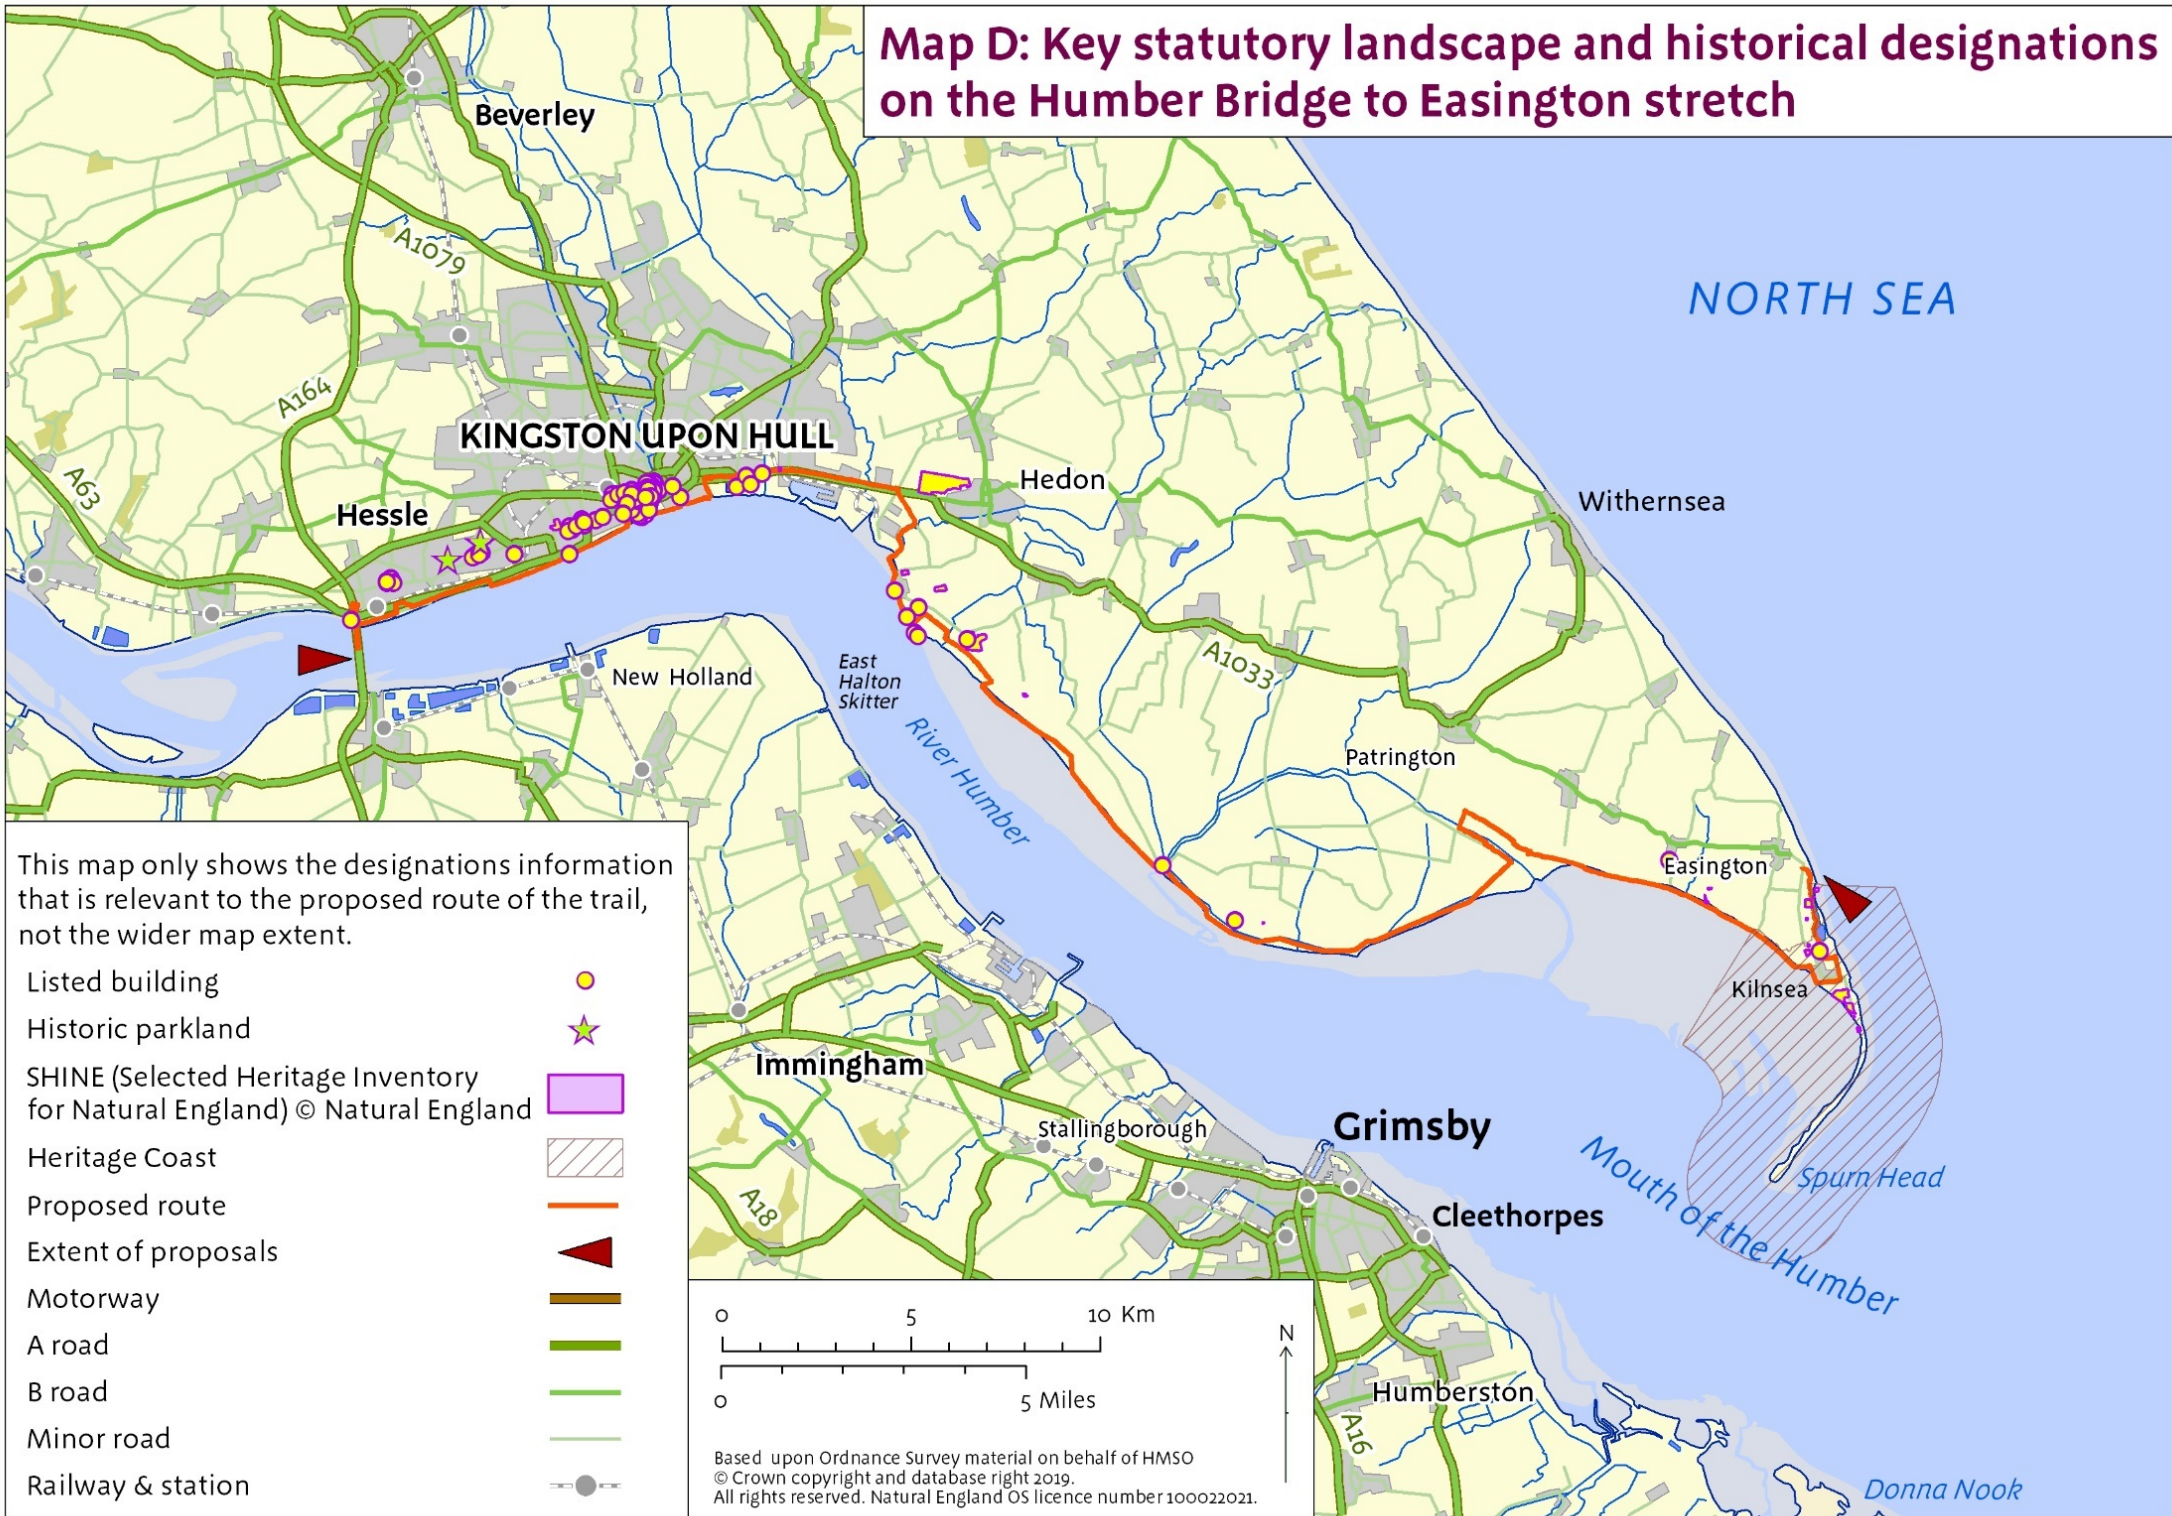 Map D: Key statutory landscape and historical designations
on the Humber Bridge to Easington stretch
Beverley
A1079
NORTH SEA
A164
KINGSTON UPON HULL
A63
Hessle
Hedon
Withernsea
New Holland
East
Halton
Skitter
A1033
River Humber
Patrington
Easington
Kilnsea
Immingham
Stallingborough
Grimsby
Mouth of the Humber
Spurn Head
A18
Cleethorpes
Humberston
A16
Donna Nook
This map only shows the designations information
that is relevant to the proposed route of the trail,
not the wider map extent.
Listed building
Historic parkland
SHINE (Selected Heritage Inventory
for Natural England) © Natural England
Heritage Coast
Proposed route
Extent of proposals
Motorway
A road
B road
Minor road
Railway & station
0 5 10 Km
0 5 Miles
N
Based upon Ordnance Survey material on behalf of HMSO
© Crown copyright and database right 2019.
All rights reserved. Natural England OS licence number 100022021.